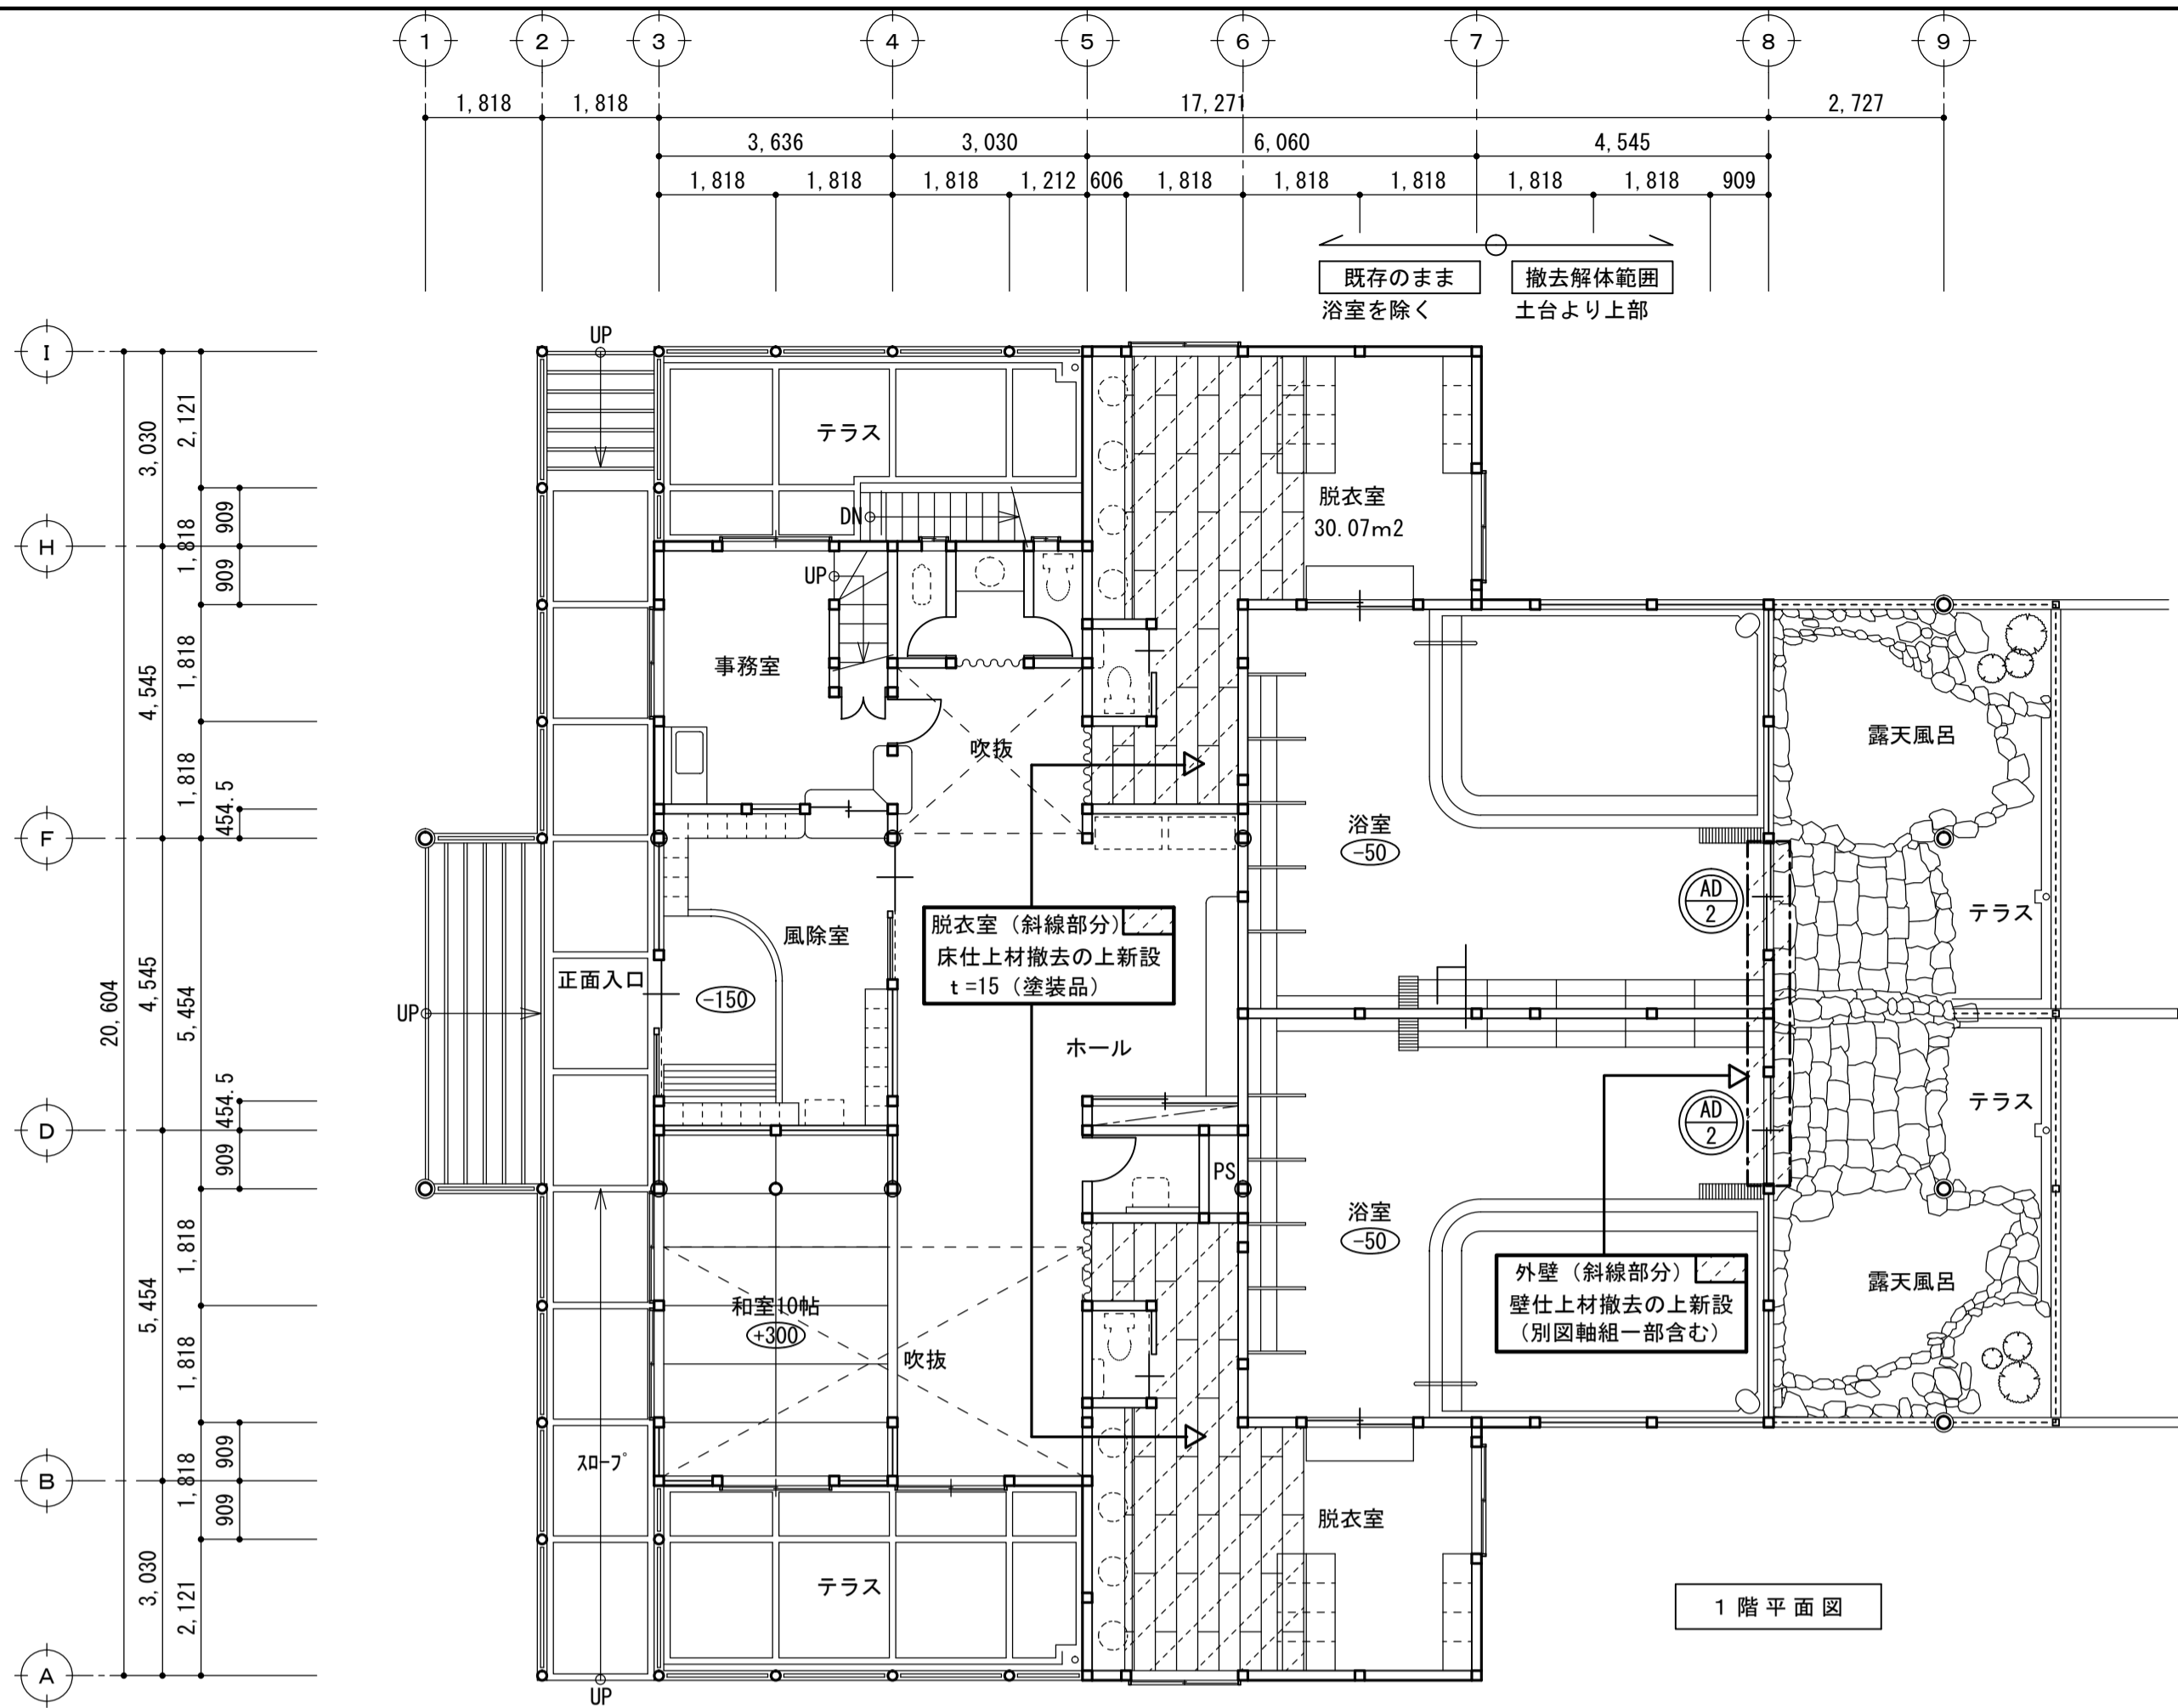 1 2 3 4 5 6 7 8 9
1,818 1,818 17,271 2,727
3,636 3,030 6,060 4,545
1,818 1,818 1,818 1,212 606 1,818 1,818 1,818 1,818 1,818 909
既存のまま 撤去解体範囲
浴室を除く 土台より上部
I
H
F
D
B
A
20,604
3,030
4,545
4,545
5,454
3,030
2,121
1,818
1,818
1,818
5,454
1,818
1,818
1,818
2,121
909
909
454.5
454.5
909
909
909
UP
テラス
DN
UP
脱衣室
30.07m2
事務室
吹抜
露天風呂
浴室
-50
AD
2
テラス
脱衣室（斜線部分）
床仕上材撤去の上新設
t=15（塗装品）
風除室
正面入口
-150
UP
ホール
AD
2
テラス
PS
浴室
-50
外壁（斜線部分）
壁仕上材撤去の上新設
（別図軸組一部含む）
露天風呂
和室10帖
+300
吹抜
ｽﾛｰﾌﾟ
脱衣室
テラス
UP
1階平面図